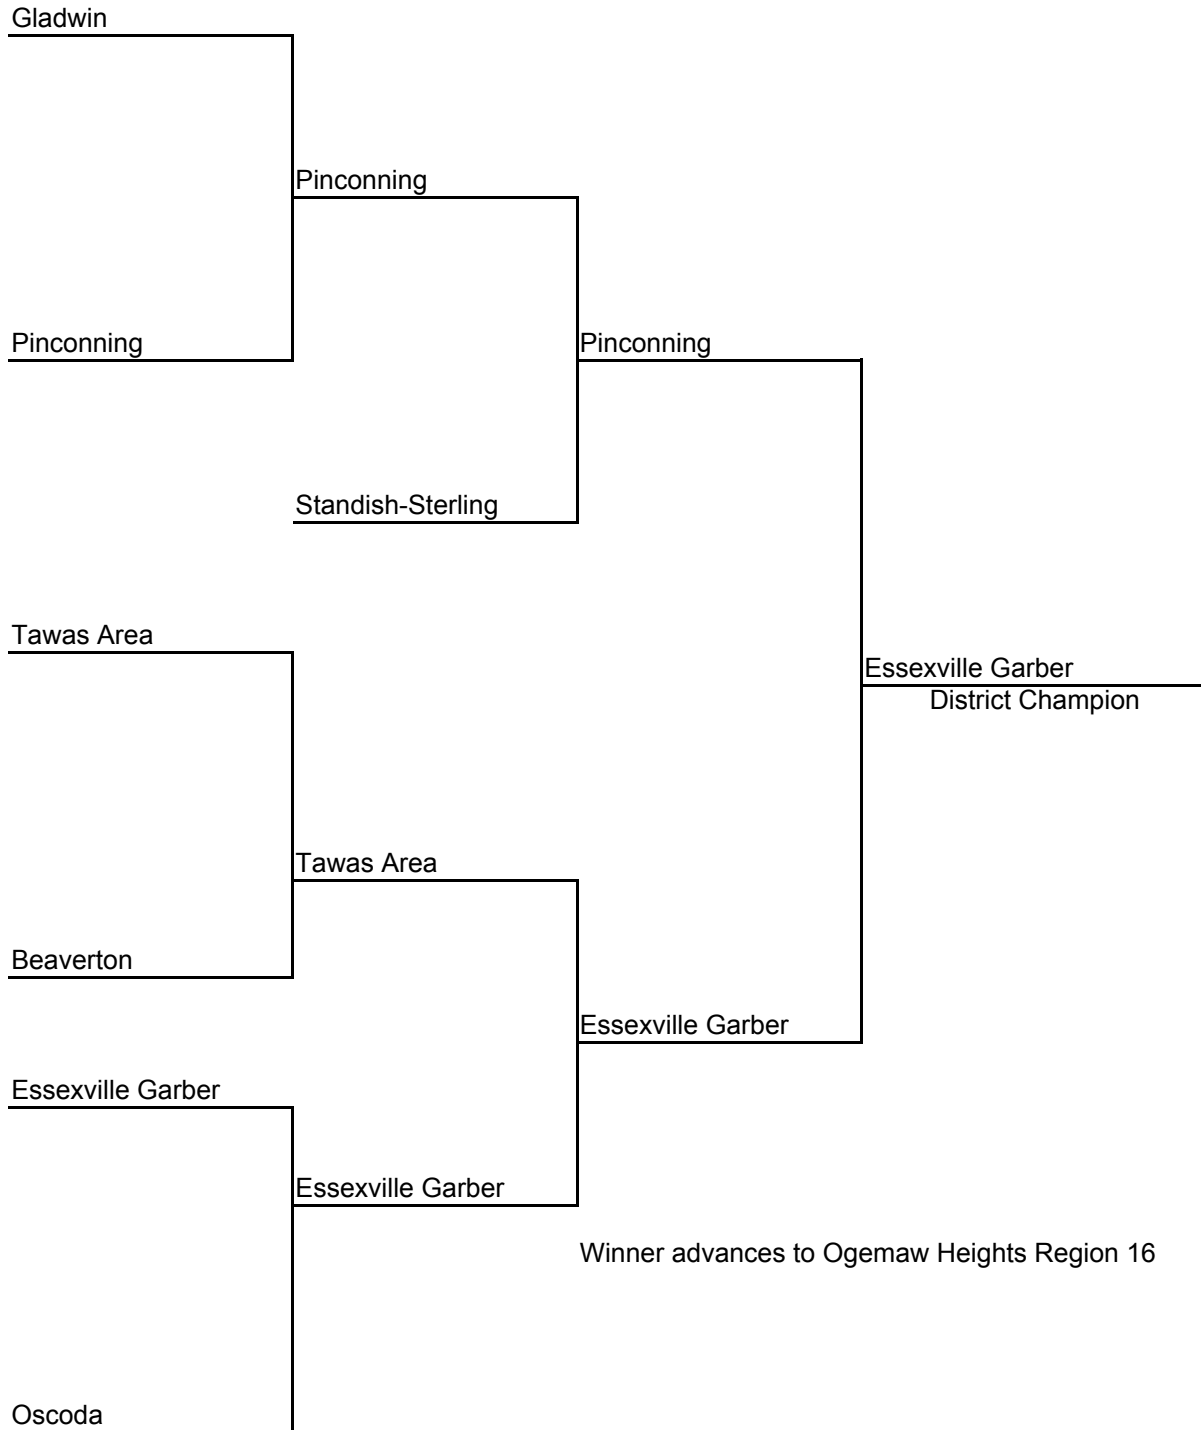 Gladwin
Pinconning
Pinconning
Pinconning
Standish-Sterling
Tawas Area
Essexville Garber
District Champion
Tawas Area
Beaverton
Essexville Garber
Essexville Garber
Essexville Garber
Winner advances to Ogemaw Heights Region 16
Oscoda